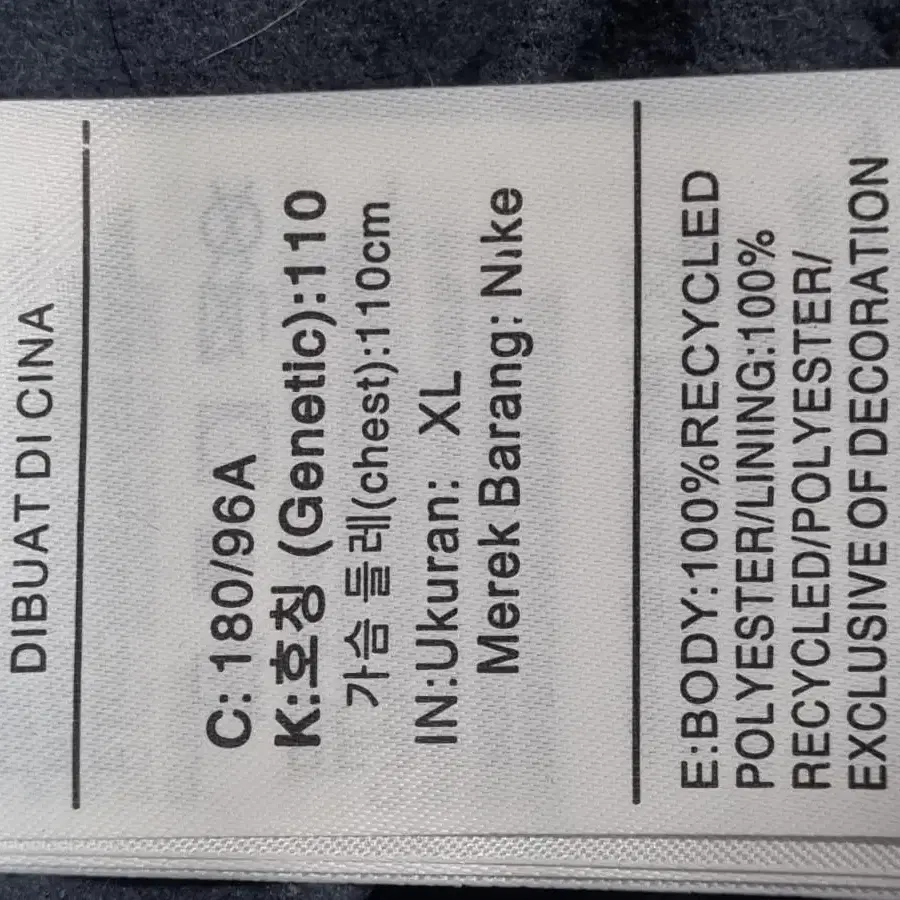 DIBUAT DI CINA
C:180/96A
K:호칭 (Genetic):110
가슴 둘레(chest):110cm
IN:Ukuran: XL
Merek Barang: Nike
E:BODY:100%RECYCLED
POLYESTER/LINING:100%
RECYCLED/POLYESTER/
EXCLUSIVE OF DECORATION